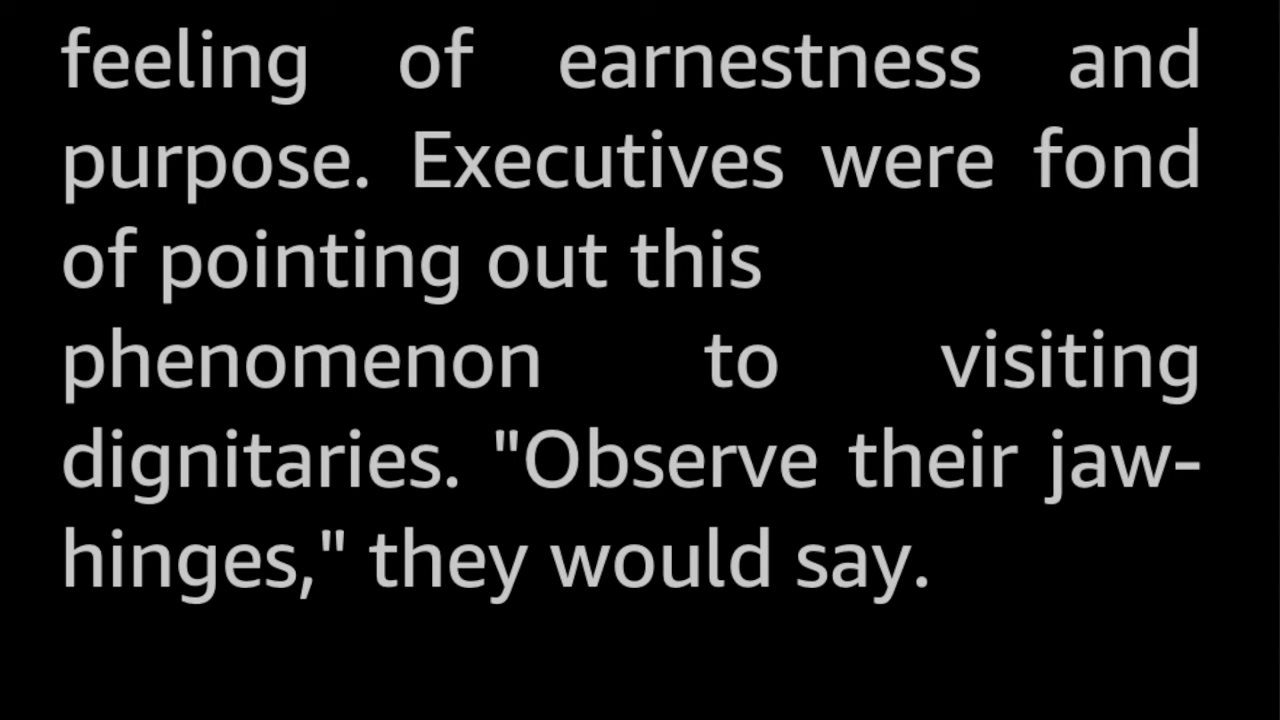 feeling of earnestness and
purpose. Executives were fond
of pointing out this
phenomenon to visiting
dignitaries. "Observe their jaw-
hinges," they would say.